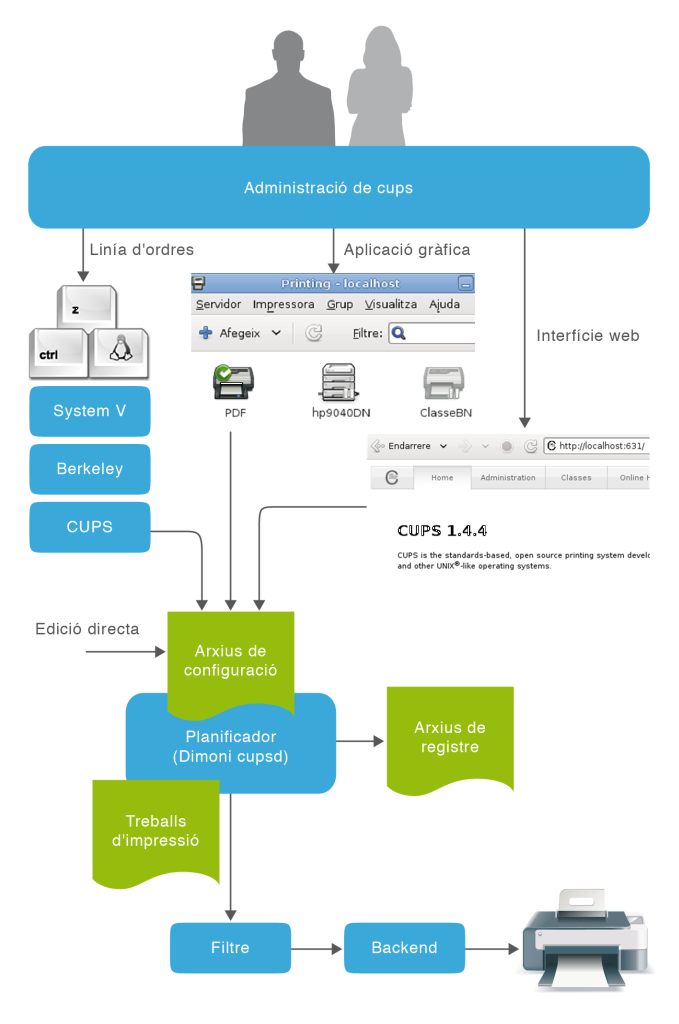 Administració de cups
Linía d'ordres
Aplicació gràfica
Interfície web
z
ctrl
System V
Berkeley
CUPS
Printing - localhost
Servidor Impressora Grup Visualitza Ajuda
Afegeix Filtre:
PDF hp9040DN ClasseBN
Endarrere http://localhost:631/
Home Administration Classes Online H
CUPS 1.4.4
CUPS is the standards-based, open source printing system develo
and other UNIX®-like operating systems.
Edició directa
Arxius de
configuració
Planificador
(Dimoni cupsd)
Arxius de
registre
Treballs
d'impressió
Filtre
Backend